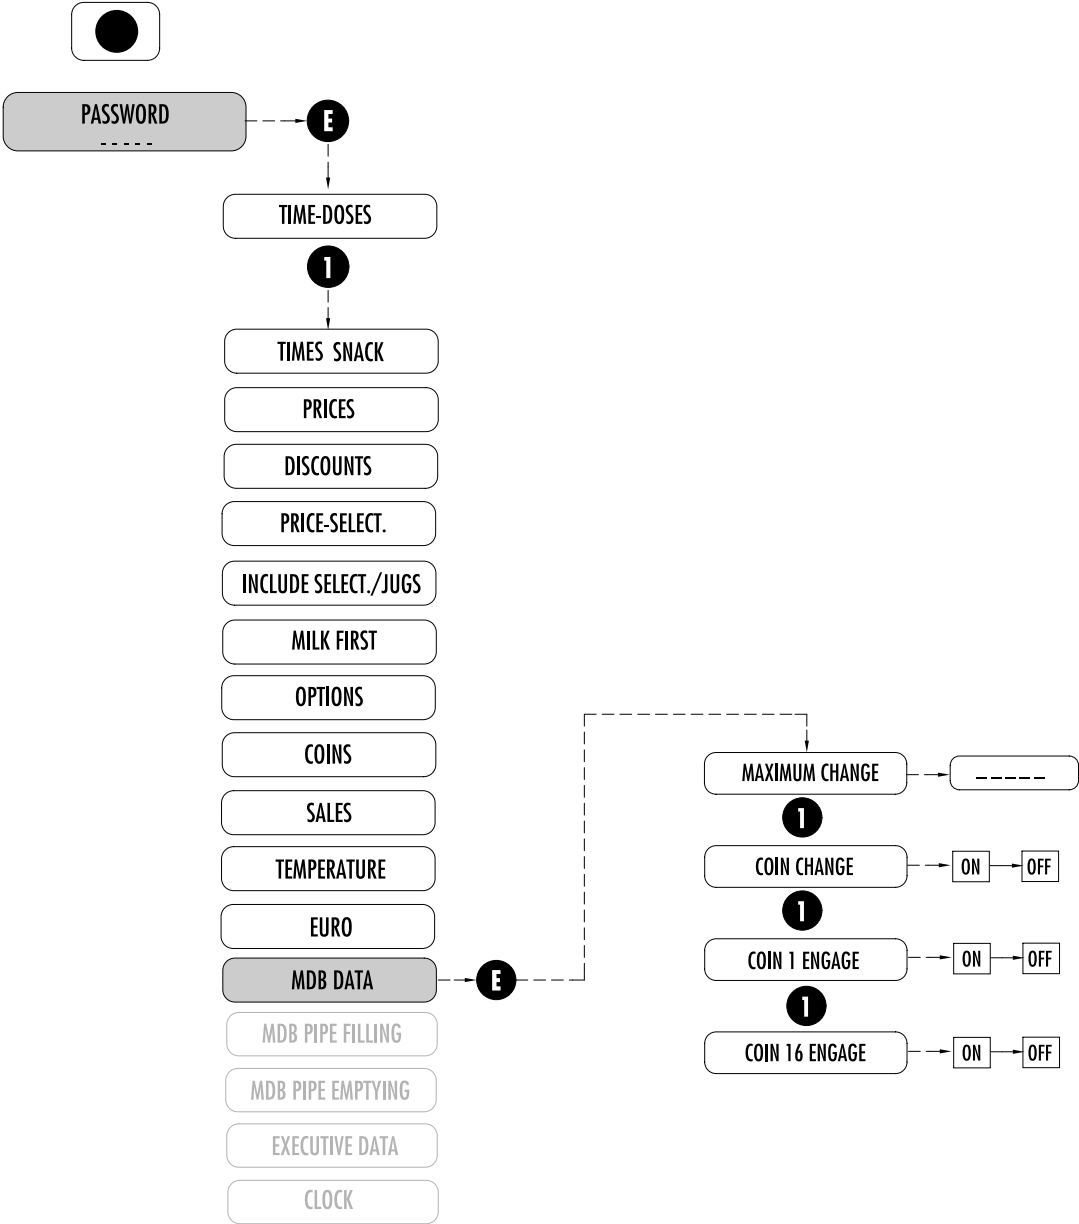 PASSWORD
- - - - -
E
TIME-DOSES
1
TIMES SNACK
PRICES
DISCOUNTS
PRICE-SELECT.
INCLUDE SELECT./JUGS
MILK FIRST
OPTIONS
COINS
SALES
TEMPERATURE
EURO
MDB DATA
E
MDB PIPE FILLING
MDB PIPE EMPTYING
EXECUTIVE DATA
CLOCK
MAXIMUM CHANGE
_ _ _ _ _
1
COIN CHANGE
ON
OFF
1
COIN 1 ENGAGE
ON
OFF
1
COIN 16 ENGAGE
ON
OFF